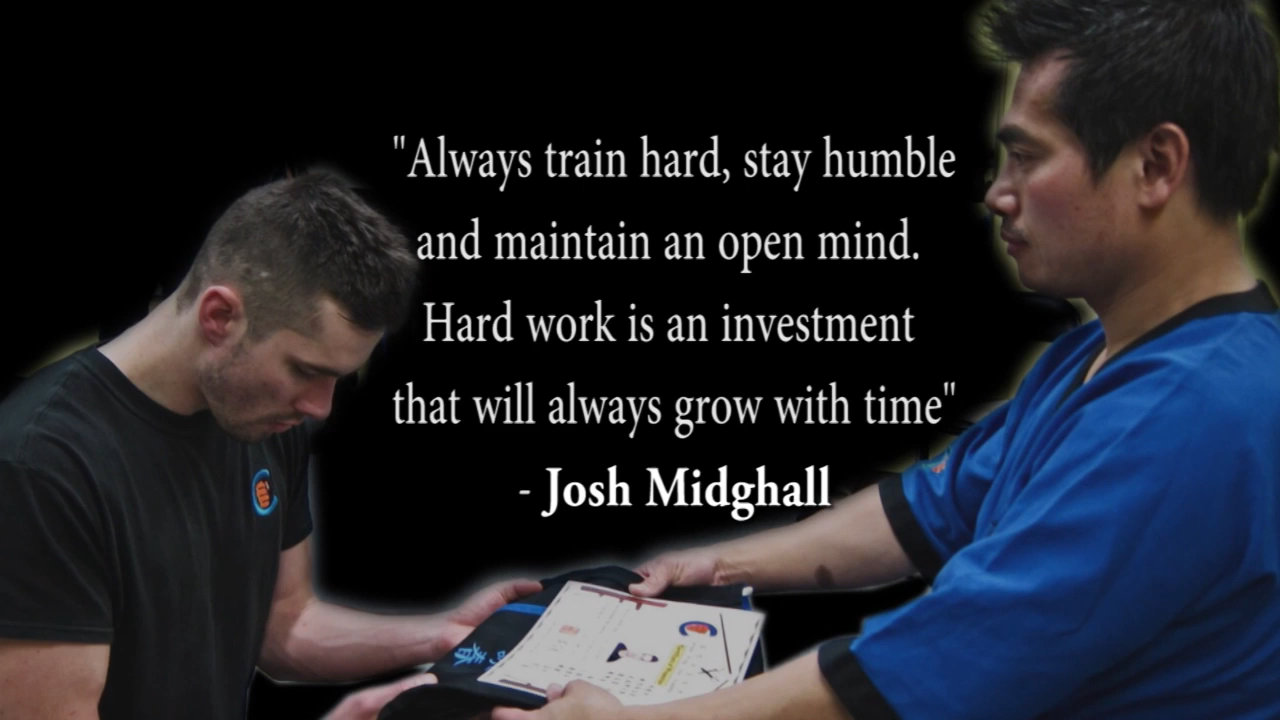 "Always train hard, stay humble
and maintain an open mind.
Hard work is an investment
that will always grow with time"
- Josh Midghall